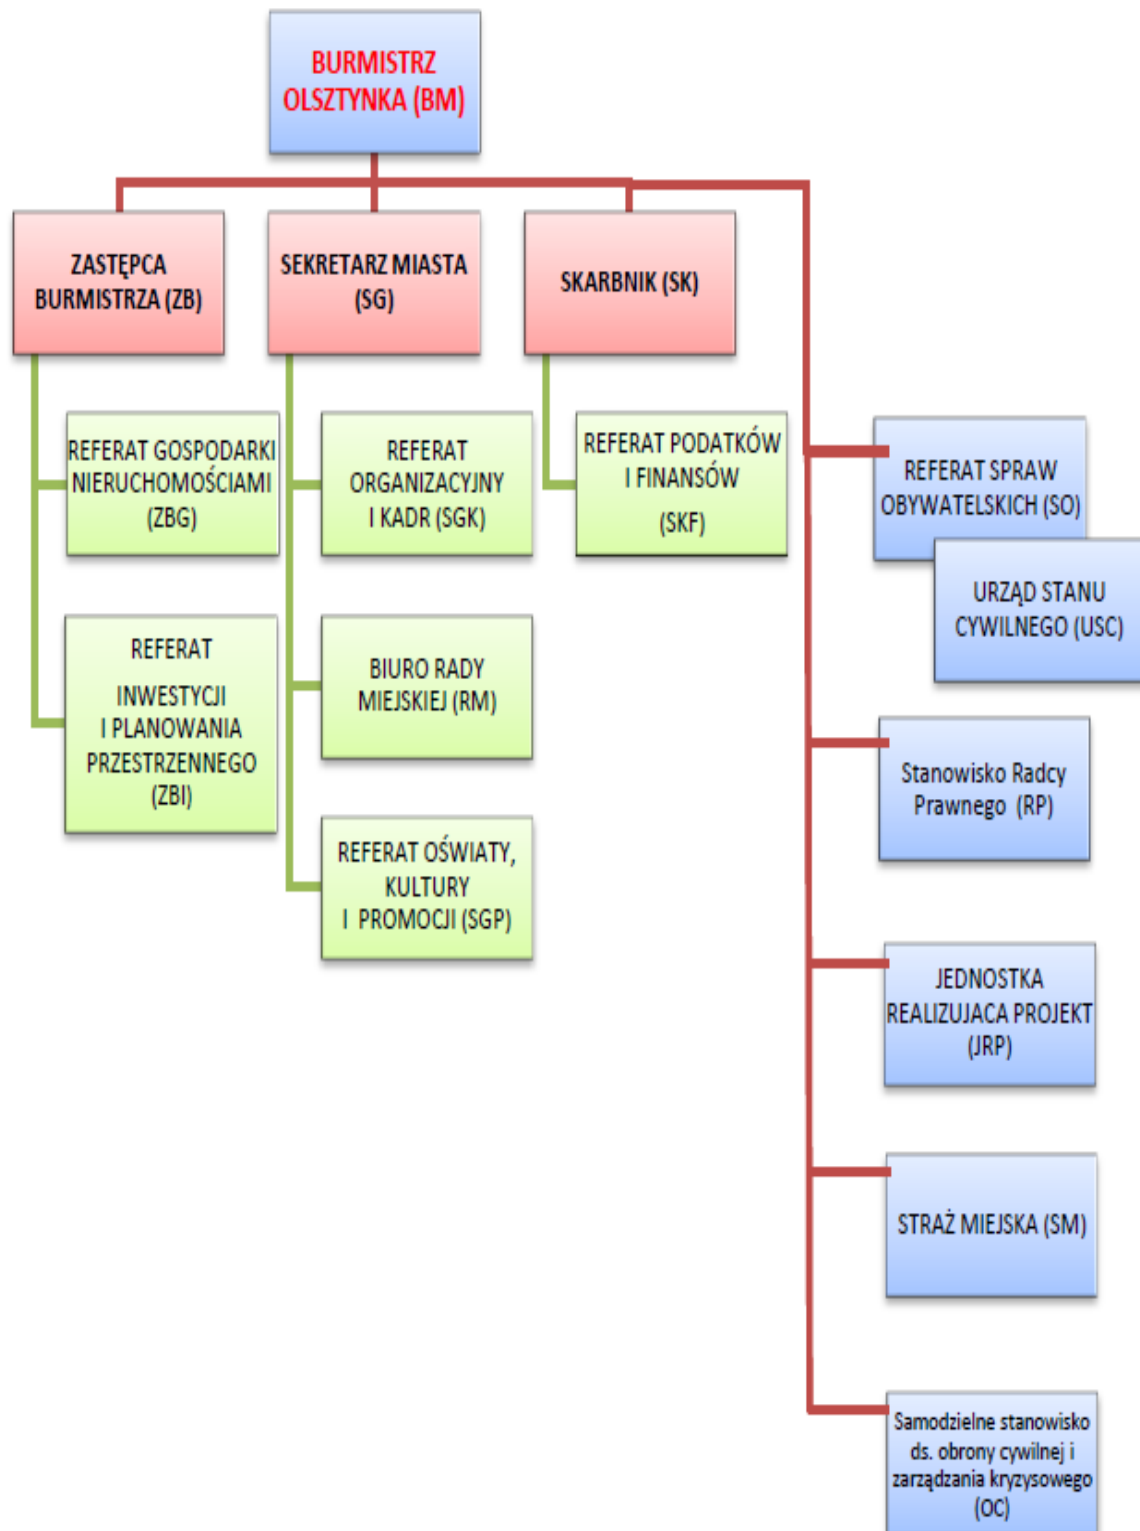 BURMISTRZ
OLSZTYNKA (BM)
ZASTĘPCA
BURMISTRZA (ZB)
SEKRETARZ MIASTA
(SG)
SKARBNIK (SK)
REFERAT GOSPODARKI
NIERUCHOMOŚCIAMI
(ZBG)
REFERAT
INWESTYCJI
I PLANOWANIA
PRZESTRZENNEGO
(ZBI)
REFERAT
ORGANIZACYJNY
I KADR (SGK)
BIURO RADY
MIEJSKIEJ (RM)
REFERAT OŚWIATY,
KULTURY
I PROMOCJI (SGP)
REFERAT PODATKÓW
I FINANSÓW
(SKF)
REFERAT SPRAW
OBYWATELSKICH (SO)
URZĄD STANU
CYWILNEGO (USC)
Stanowisko Radcy
Prawnego (RP)
JEDNOSTKA
REALIZUJACA PROJEKT
(JRP)
STRAŻ MIEJSKA (SM)
Samodzielne stanowisko
ds. obrony cywilnej i
zarządzania kryzysowego
(OC)